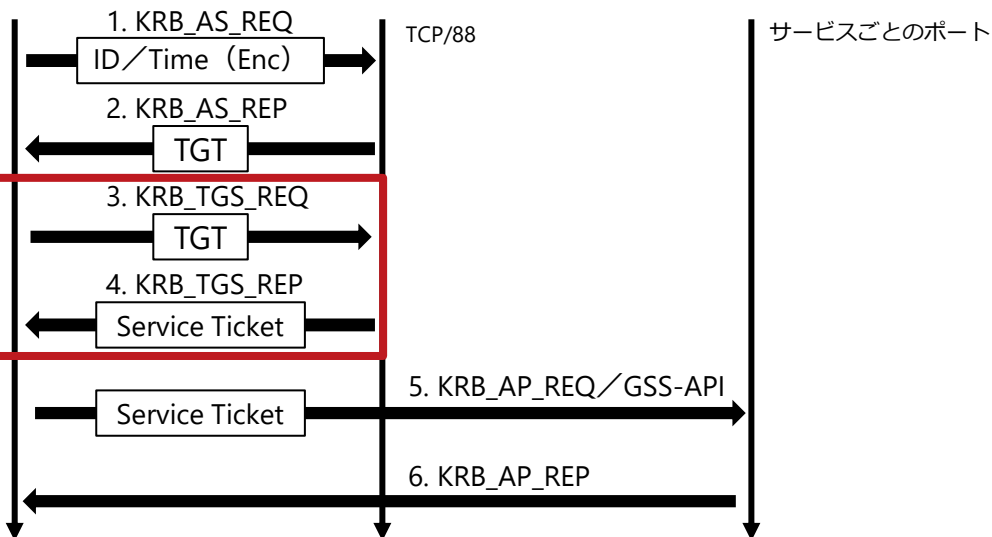 1. KRB_AS_REQ
TCP/88
サービスごとのポート
ID／Time（Enc）
2. KRB_AS_REP
TGT
3. KRB_TGS_REQ
TGT
4. KRB_TGS_REP
Service Ticket
5. KRB_AP_REQ／GSS-API
Service Ticket
6. KRB_AP_REP